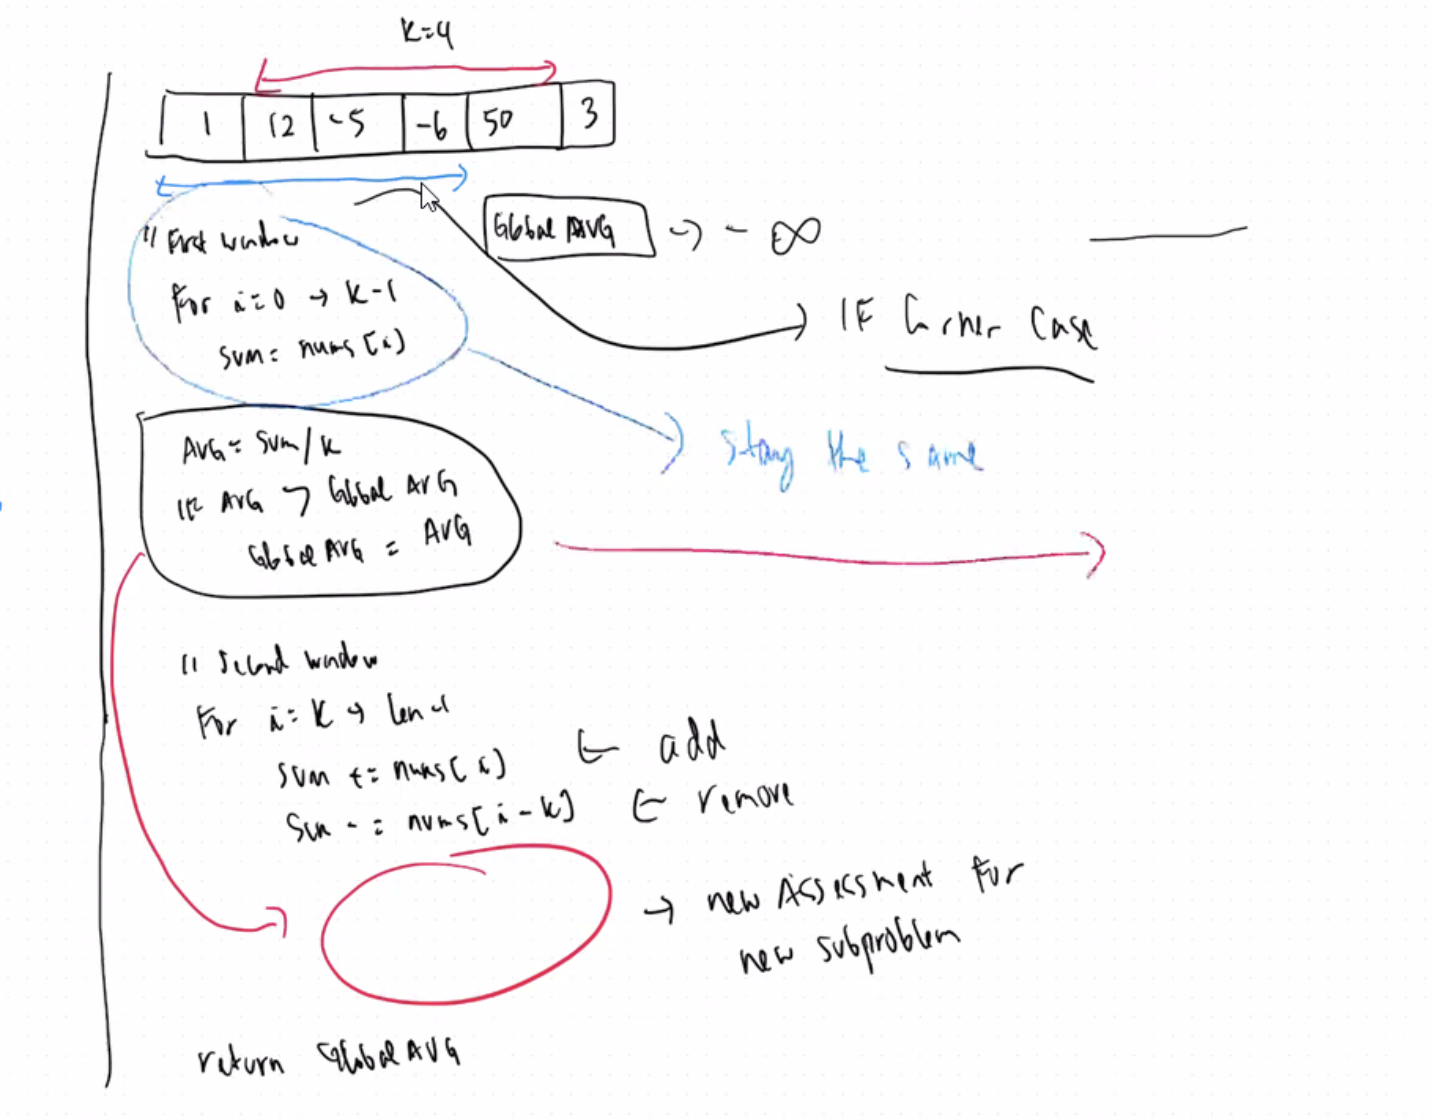 k=4
1 12 -5 -6 50 3
Global AVG → - ∞
// First window
For i=0 → k-1
sum = nums[i]
IF Corner Case
AVG = sum/k
IF AVG > Global AVG
Global AVG = AVG
stay the same
// Second window
For i=k → len-1
sum += nums[i] ← add
sum -= nums[i-k] ← remove
→ new Assessment for
new subproblem
return Global AVG